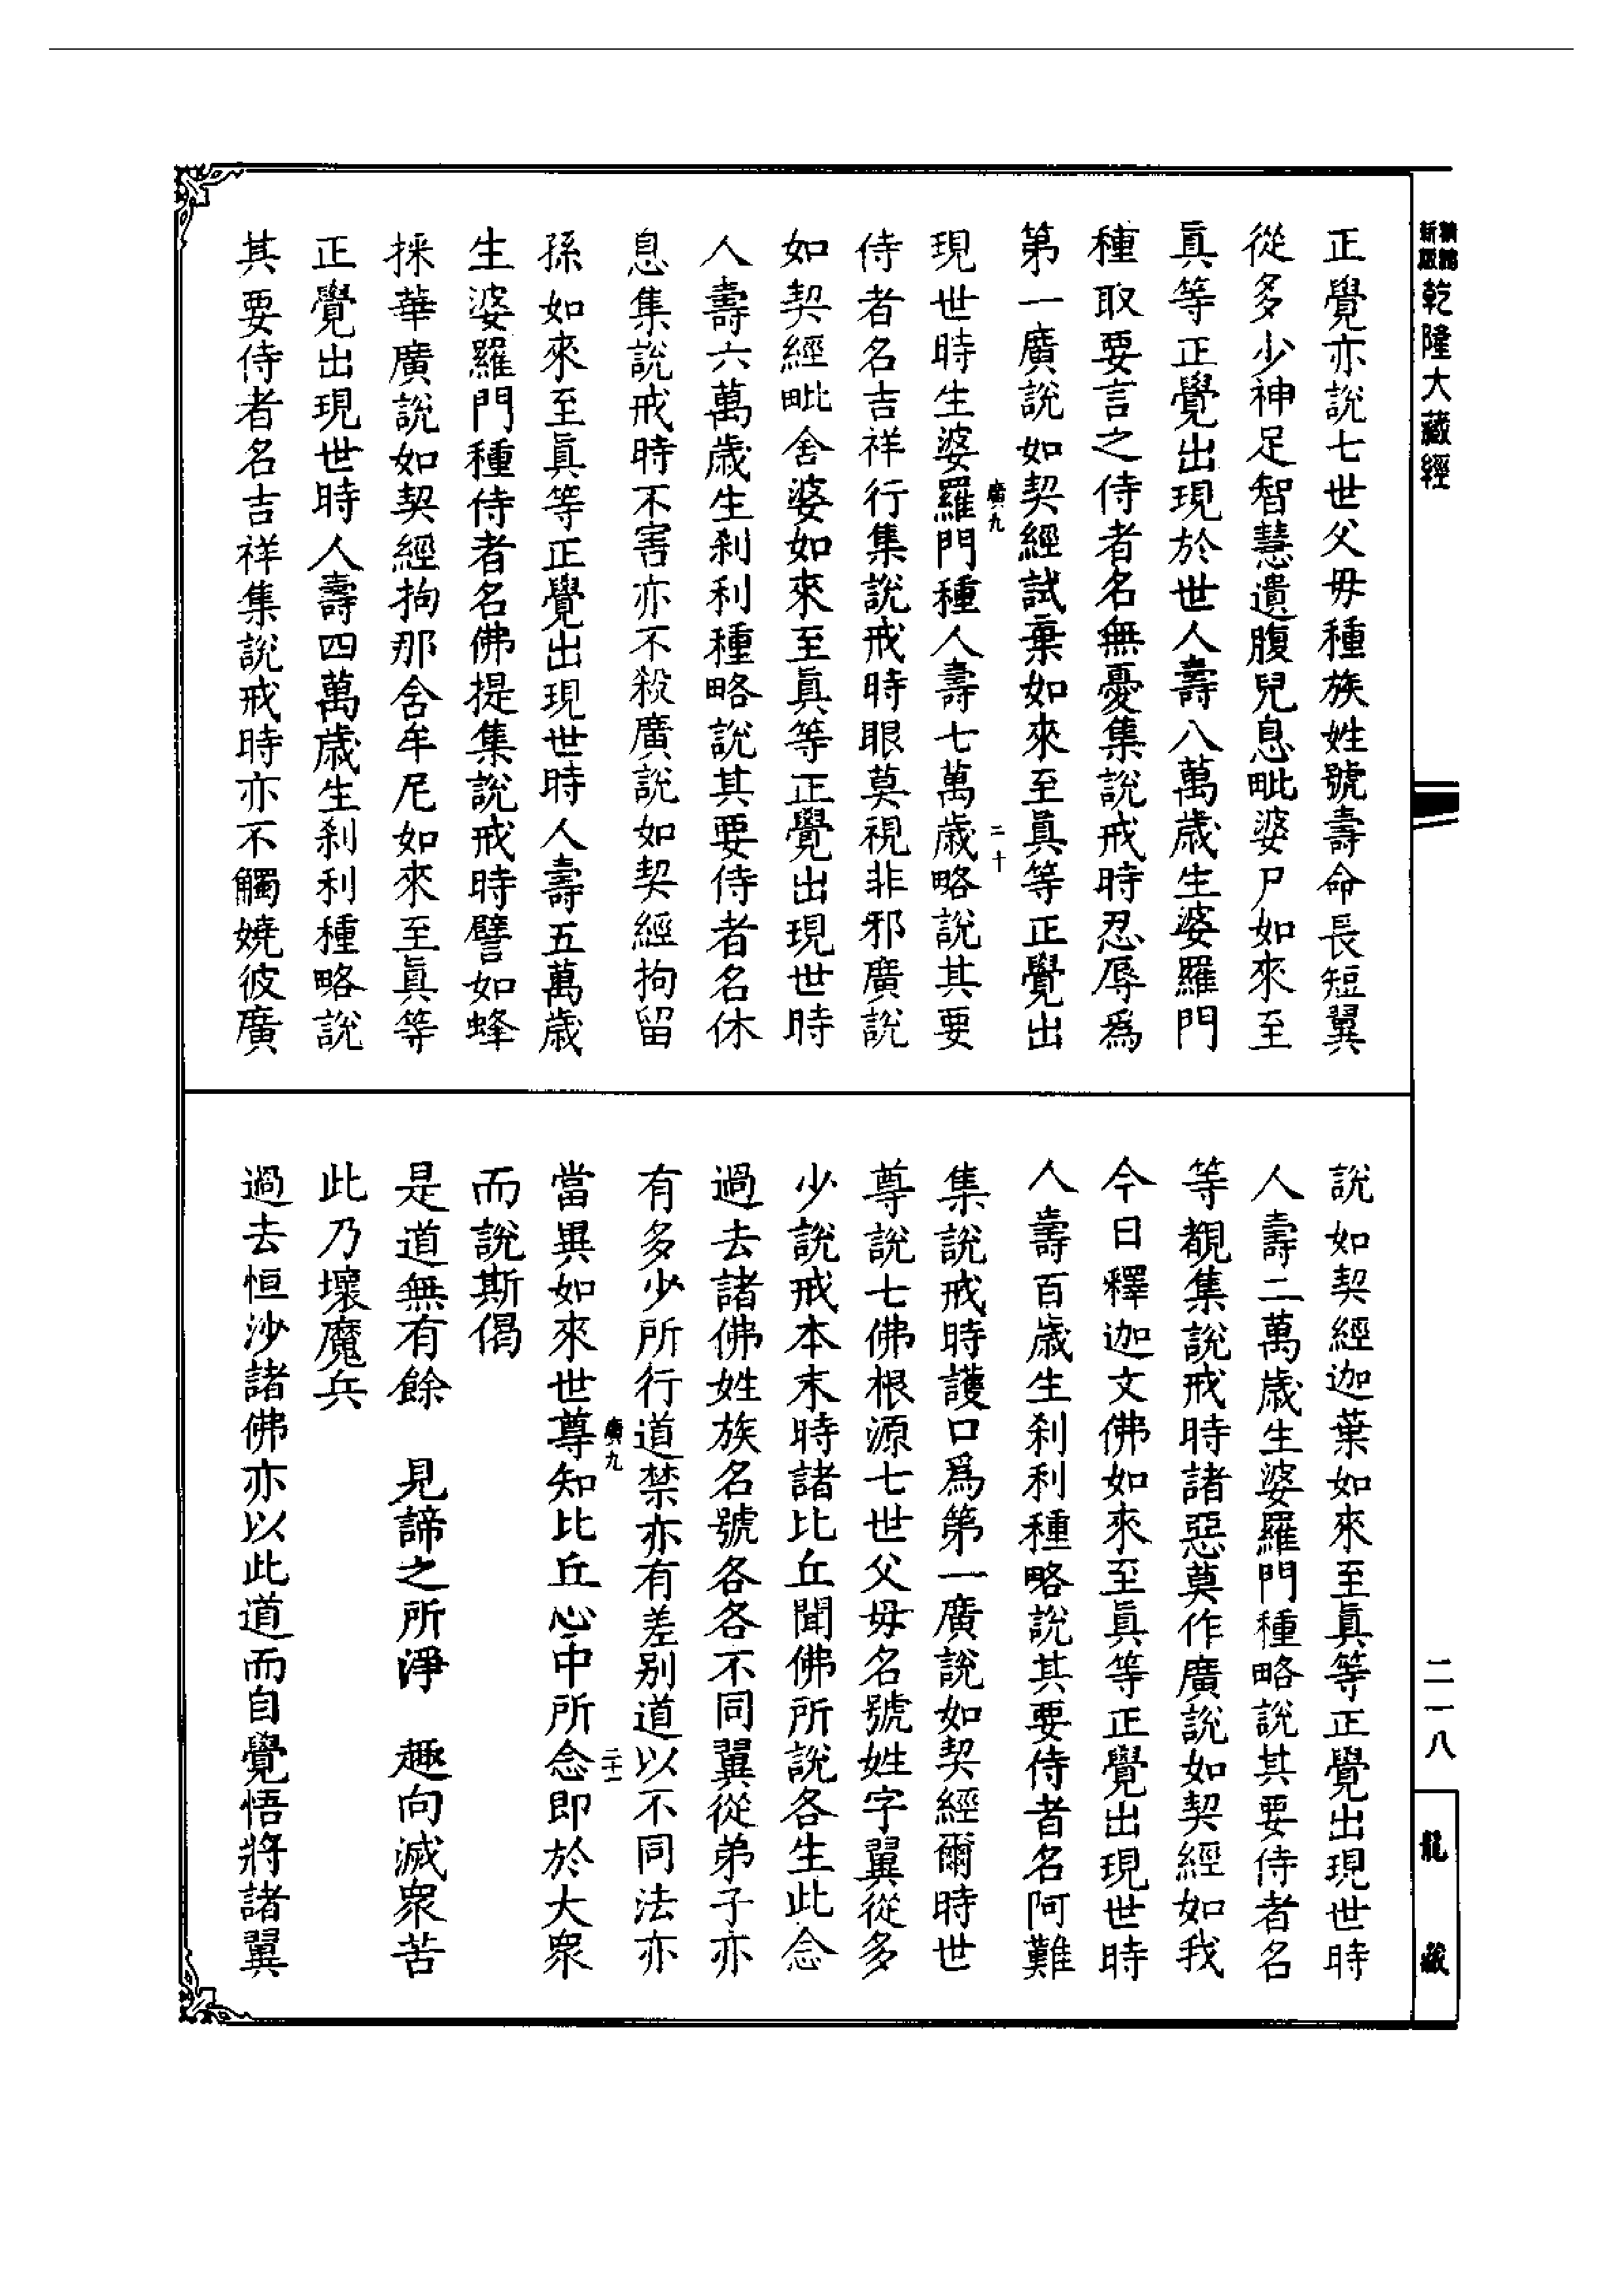 精縮
新版
乾隆大藏經
正覺亦說七世父毋種族姓號壽命長短翼
從多少神足智慧遺腹兒息毗婆尸如來至
眞等正覺出現於世人壽八萬歲生婆羅門
種取要言之侍者名無憂集說戒時忍辱爲
第一廣說如契經試棄如來至眞等正覺出
廣九
二十
現世時生婆羅門種人壽七萬歲略說其要
侍者名吉祥行集說戒時眼莫視非邪廣說
如契經毗舍婆如來至眞等正覺出現世時
人壽六萬歲生剎利種略說其要侍者名休
息集說戒時不害亦不殺廣說如契經拘留
孫如來至眞等正覺出現世時人壽五萬歲
生婆羅門種侍者名佛提集說戒時譬如蜂
採華廣說如契經拘那舍牟尼如來至眞等
正覺出現世時人壽四萬歲生剎利種略說
其要侍者名吉祥集說戒時亦不觸嬈彼廣
說如契經迦葉如來至眞等正覺出現世時
人壽二萬歲生婆羅門種略說其要侍者名
等覩集說戒時諸惡莫作廣說如契經如我
今日釋迦文佛如來至眞等正覺出現世時
人壽百歲生剎利種略說其要侍者名阿難
集說戒時護口爲第一廣說如契經爾時世
尊說七佛根源七世父毋名號姓字翼從多
少說戒本末時諸比丘聞佛所說各生此念
過去諸佛姓族名號各各不同翼從弟子亦
有多少所行道禁亦有差别道以不同法亦
廣九
二十一
當異如來世尊知比丘心中所念即於大衆
而說斯偈
是道無有餘　見諦之所淨　趣向滅衆苦
此乃壞魔兵
過去恒沙諸佛亦以此道而自覺悟將諸翼
二一八
龍藏